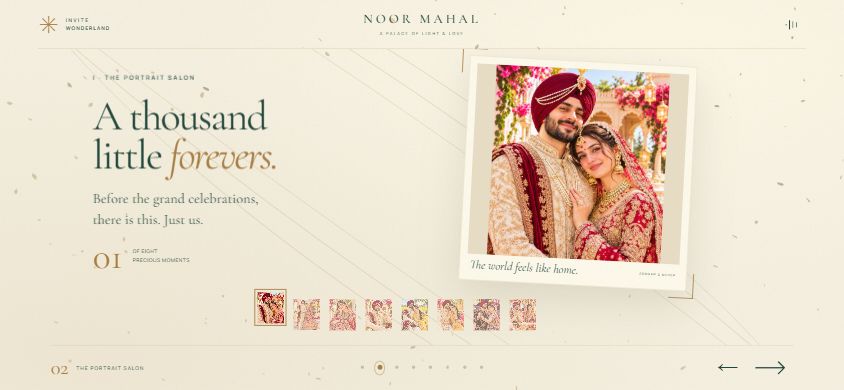 INVITE
WONDERLAND
NOOR MAHAL
A PALACE OF LIGHT & LOVE
I · THE PORTRAIT SALON
A thousand
little forevers.
Before the grand celebrations,
there is this. Just us.
01
OF EIGHT
PRECIOUS MOMENTS
The world feels like home.
02 THE PORTRAIT SALON